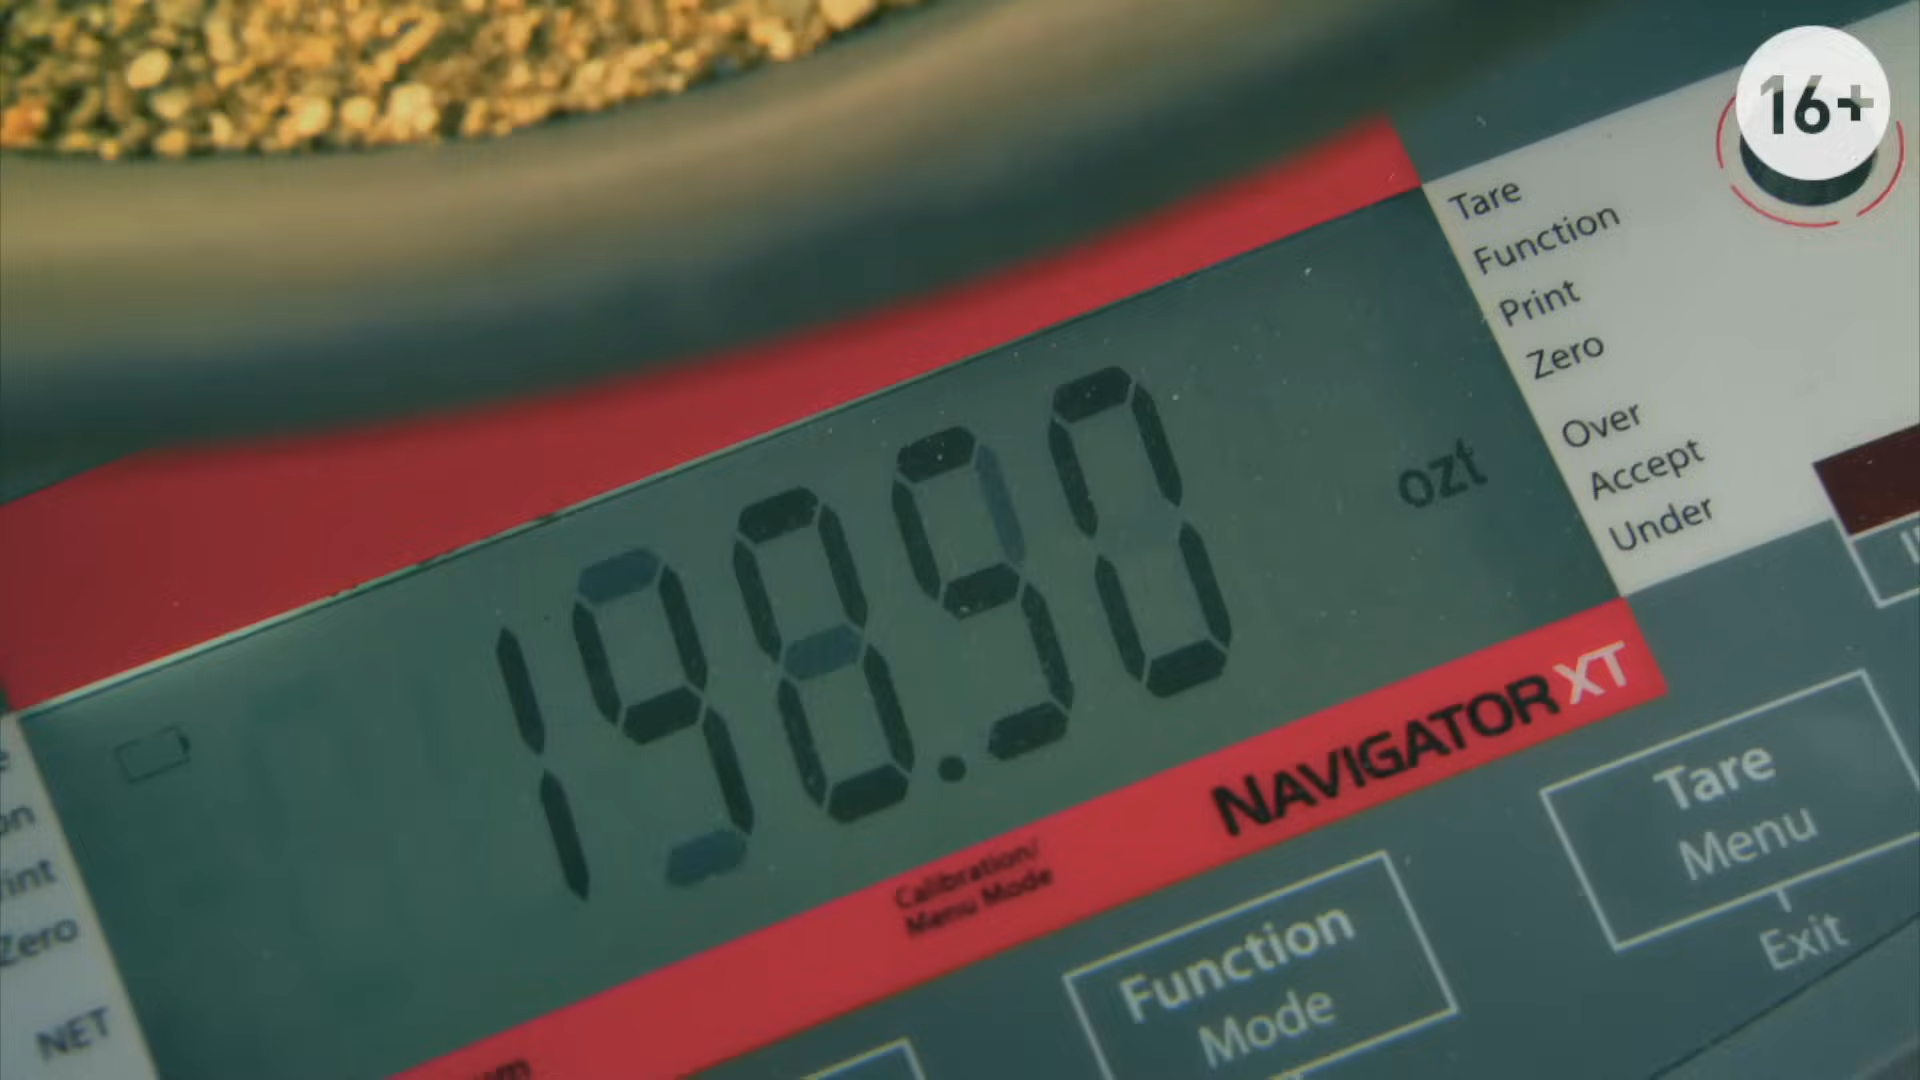 16+
Tare
Function
Print
Zero
Over
Accept
Under
198.90 ozt
NAVIGATOR XT
Calibration/
Menu Mode
Tare
Menu
Exit
Function
Mode
Zero
NET